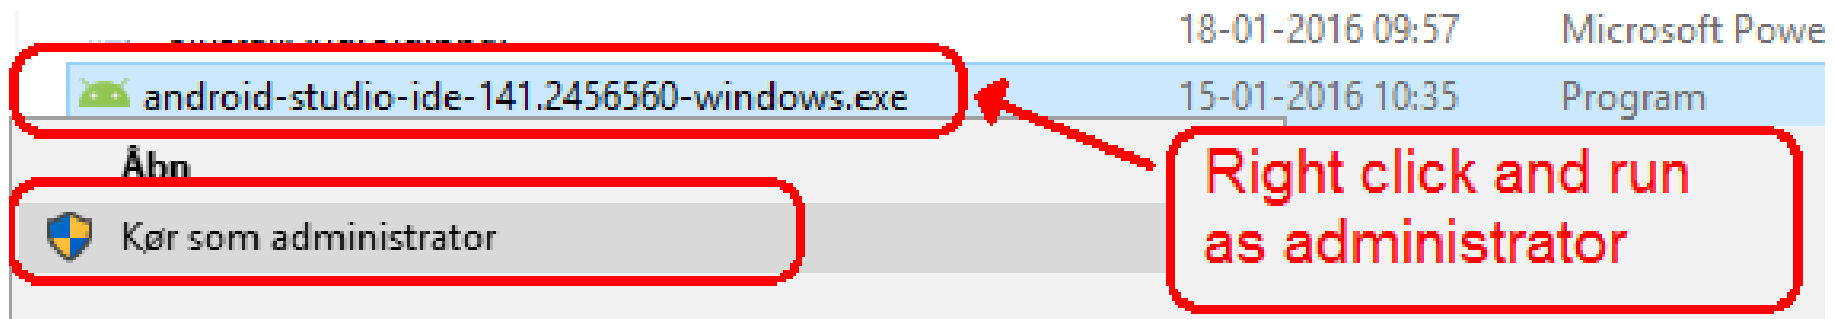 18-01-2016 09:57 Microsoft Powe
android-studio-ide-141.2456560-windows.exe 15-01-2016 10:35 Program
Åbn
Kør som administrator
Right click and run
as administrator